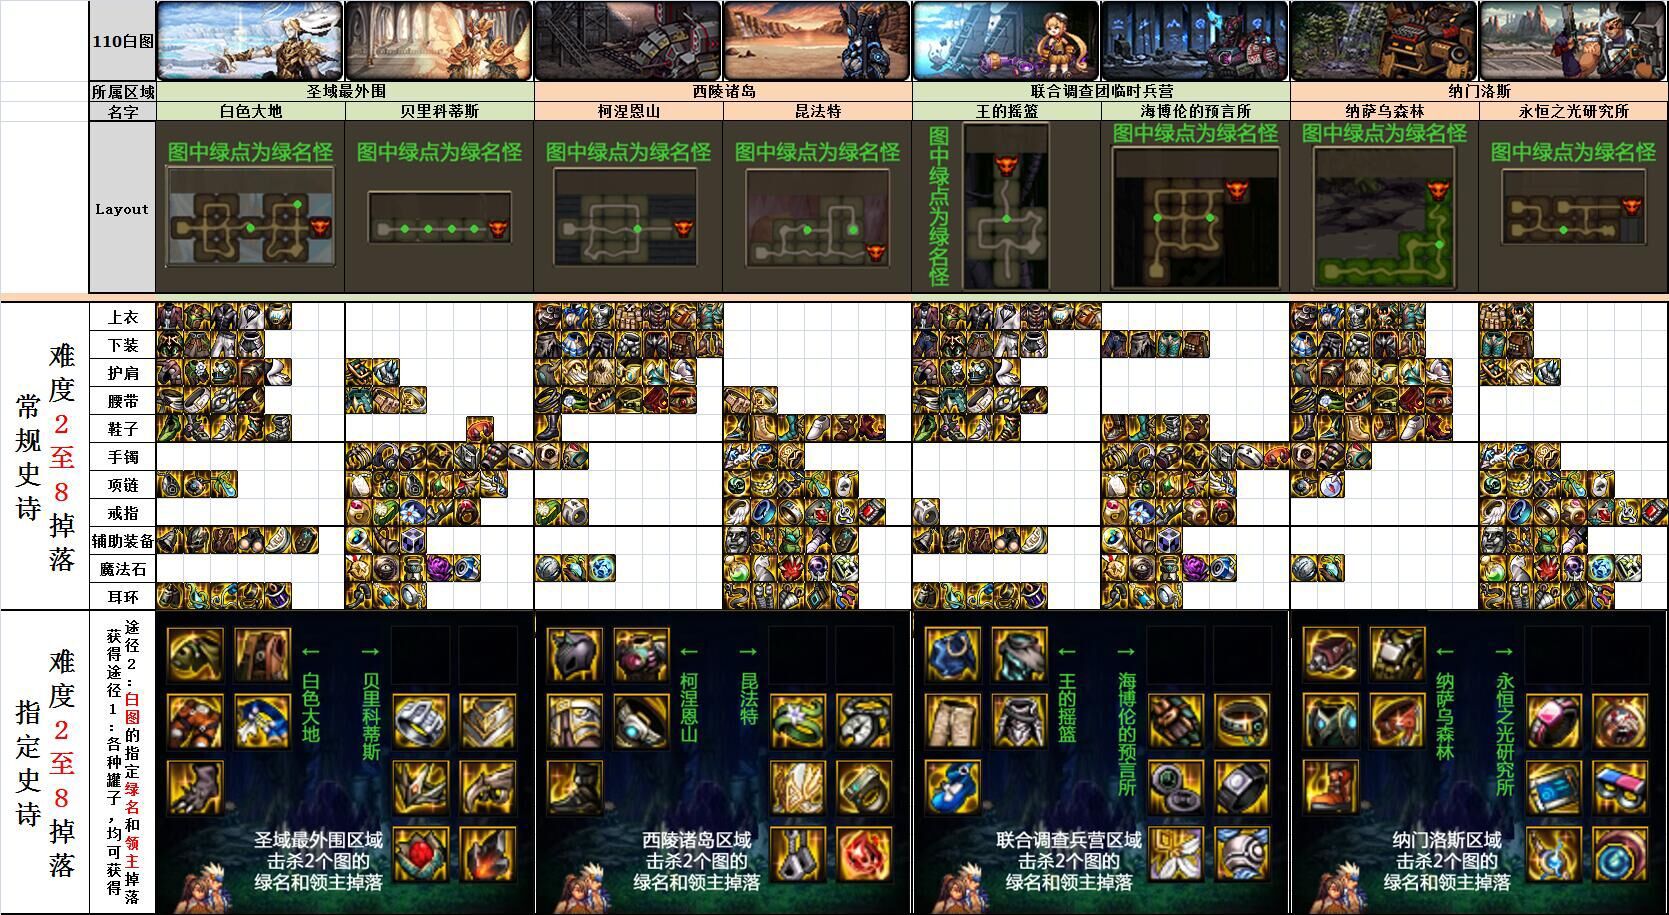 110白图
所属区域 圣域最外围 西陵诸岛 联合调查团临时兵营 纳门洛斯
名字 白色大地 贝里科蒂斯 柯涅恩山 昆法特 王的摇篮 海博伦的预言所 纳萨乌森林 永恒之光研究所
Layout
图中绿点为绿名怪
图中绿点为绿名怪
图中绿点为绿名怪
图中绿点为绿名怪
图中绿点为绿名怪
图中绿点为绿名怪
图中绿点为绿名怪
图中绿点为绿名怪
常规史诗
难度2至8掉落
上衣
下装
护肩
腰带
鞋子
手镯
项链
戒指
辅助装备
魔法石
耳环
指定史诗
难度2至8掉落
获得途径1：各种罐子，均可获得
途径2：白图的指定绿名和领主掉落
← 白色大地
→ 贝里科蒂斯
圣域最外围区域
击杀2个图的
绿名和领主掉落
← 柯涅恩山
→ 昆法特
西陵诸岛区域
击杀2个图的
绿名和领主掉落
← 王的摇篮
→ 海博伦的预言所
联合调查兵营区域
击杀2个图的
绿名和领主掉落
← 纳萨乌森林
→ 永恒之光研究所
纳门洛斯区域
击杀2个图的
绿名和领主掉落